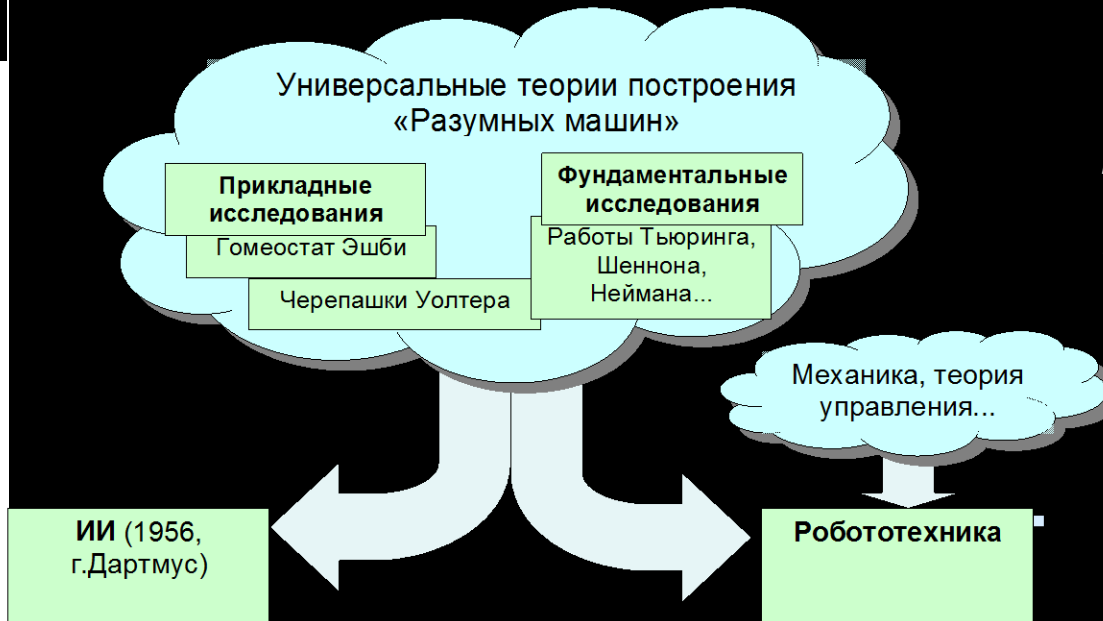 Универсальные теории построения
«Разумных машин»
Прикладные
исследования
Гомеостат Эшби
Черепашки Уолтера
Фундаментальные
исследования
Работы Тьюринга,
Шеннона,
Неймана...
Механика, теория
управления...
ИИ (1956,
г.Дартмус)
Робототехника